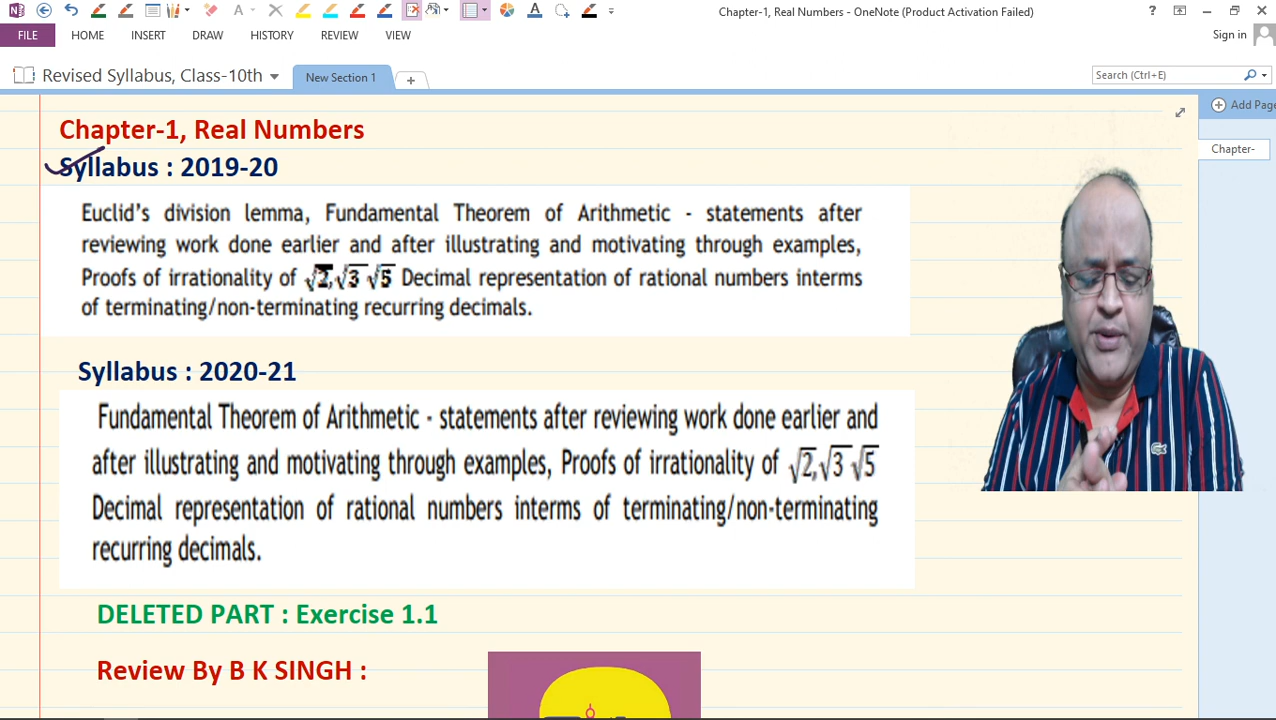 Chapter-1, Real Numbers - OneNote (Product Activation Failed)
FILE HOME INSERT DRAW HISTORY REVIEW VIEW
Sign in
Revised Syllabus, Class-10th
New Section 1
Search (Ctrl+E)
Add Page
Chapter-
Chapter-1, Real Numbers
Syllabus : 2019-20
Euclid's division lemma, Fundamental Theorem of Arithmetic - statements after
reviewing work done earlier and after illustrating and motivating through examples,
Proofs of irrationality of √2,√3 √5 Decimal representation of rational numbers interms
of terminating/non-terminating recurring decimals.
Syllabus : 2020-21
Fundamental Theorem of Arithmetic - statements after reviewing work done earlier and
after illustrating and motivating through examples, Proofs of irrationality of √2,√3 √5
Decimal representation of rational numbers interms of terminating/non-terminating
recurring decimals.
DELETED PART : Exercise 1.1
Review By B K SINGH :